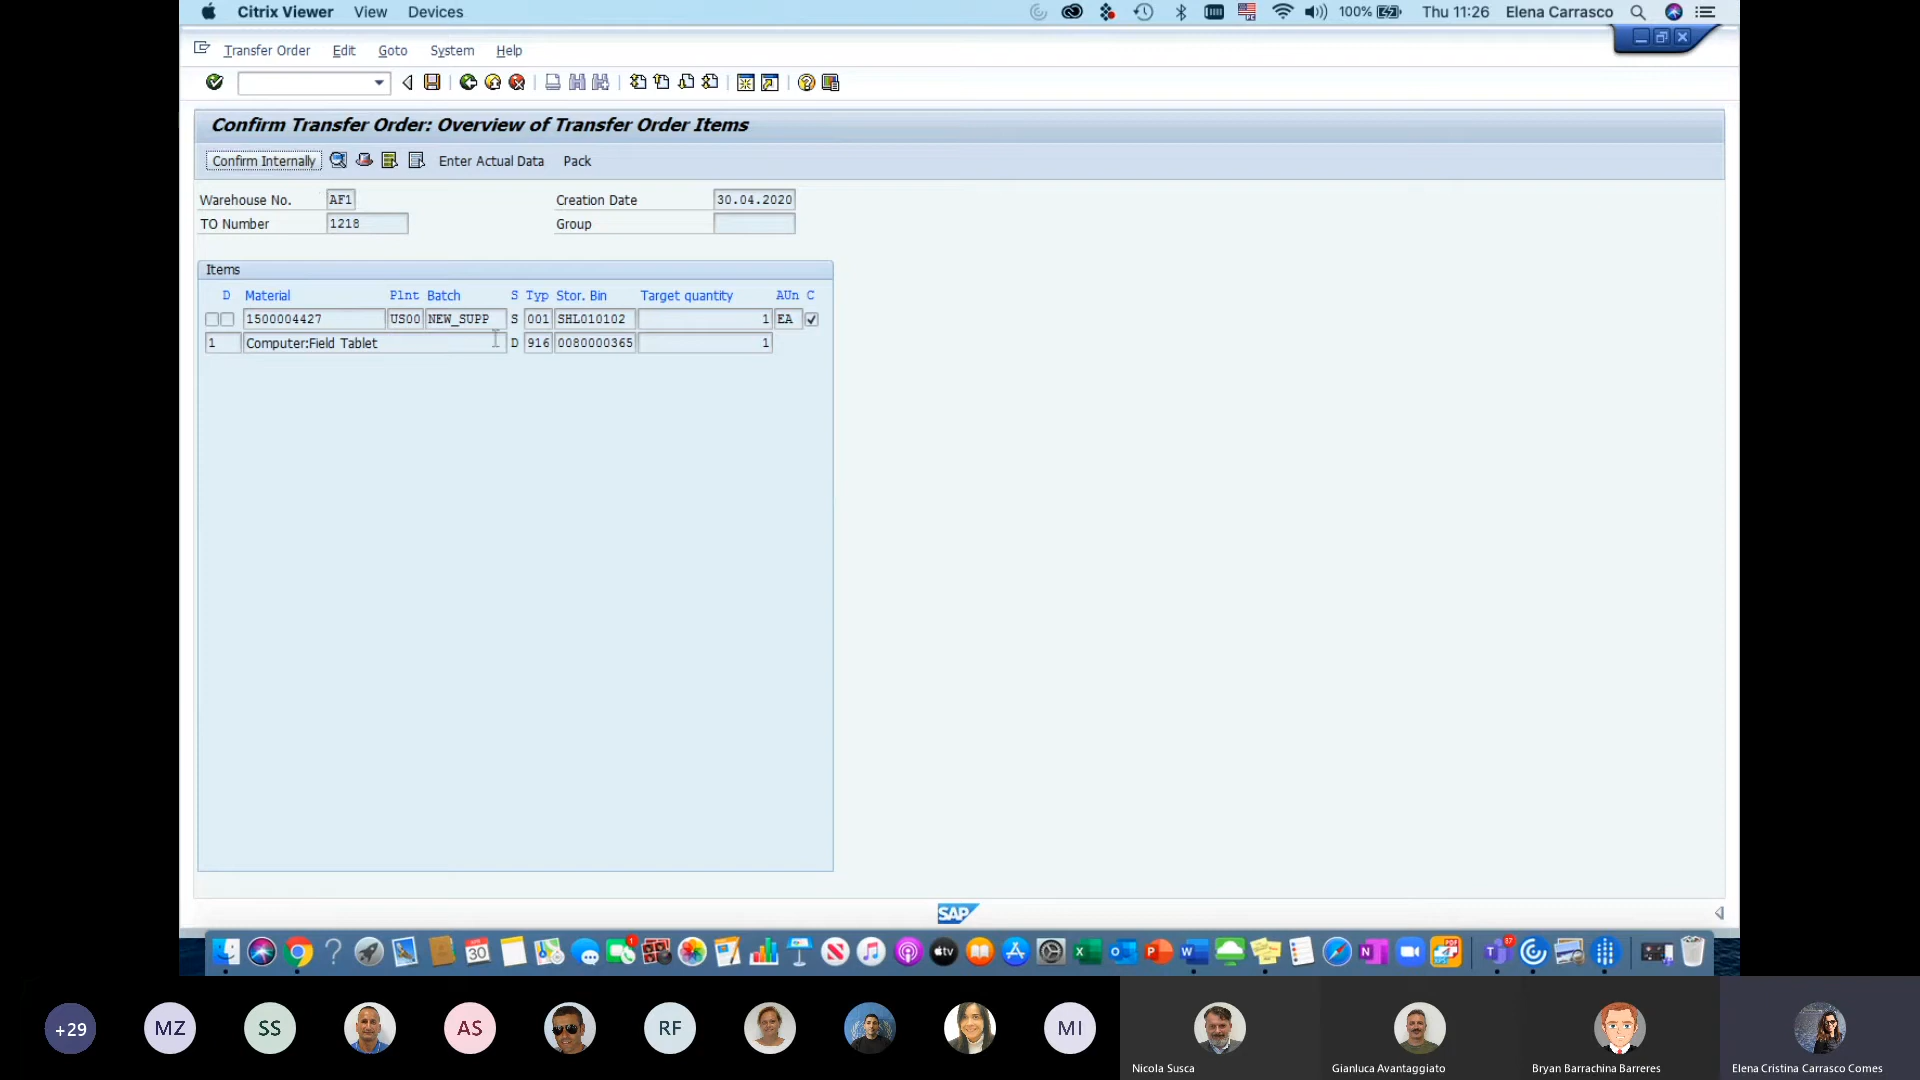 Citrix Viewer View Devices 100% Thu 11:26 Elena Carrasco
Transfer Order Edit Goto System Help
Confirm Transfer Order: Overview of Transfer Order Items
Confirm Internally Enter Actual Data Pack
Warehouse No. AF1 Creation Date 30.04.2020
TO Number 1218 Group
Items
D Material Plnt Batch S Typ Stor. Bin Target quantity AUn C
1500004427 US00 NEW_SUPP S 001 SHL010102 1 EA
1 Computer:Field Tablet D 916 0080000365 1
SAP
30 tv X O P W N T 87
+29 MZ SS AS RF MI
Nicola Susca Gianluca Avantaggiato Bryan Barrachina Barreres Elena Cristina Carrasco Comes